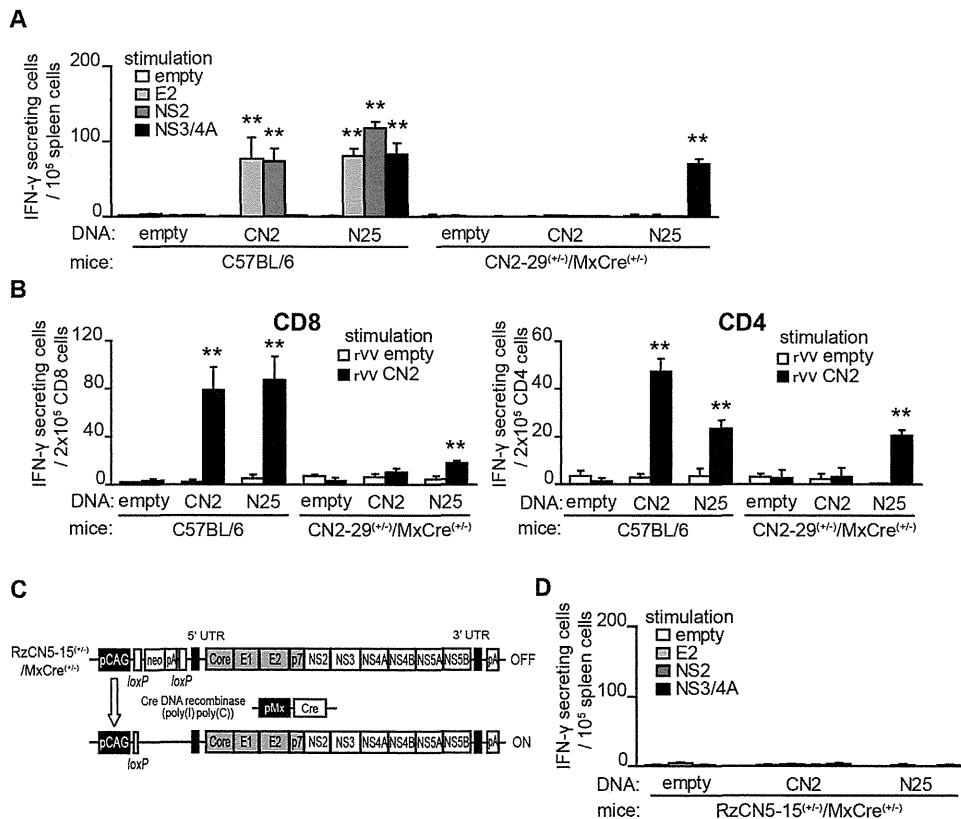 A
IFN-γ secreting cells
/ 10⁵ spleen cells
200
100
0
stimulation
empty
E2
NS2
NS3/4A
** ** ** ** ** **
DNA: empty CN2 N25 empty CN2 N25
mice: C57BL/6 CN2-29(+/-)/MxCre(+/-)
B
CD8
IFN-γ secreting cells
/ 2x10⁵ CD8 cells
120
80
40
0
stimulation
rvv empty
rvv CN2
** ** **
DNA: empty CN2 N25 empty CN2 N25
mice: C57BL/6 CN2-29(+/-)/MxCre(+/-)
CD4
IFN-γ secreting cells
/ 2x10⁵ CD4 cells
60
40
20
0
stimulation
rvv empty
rvv CN2
** ** **
DNA: empty CN2 N25 empty CN2 N25
mice: C57BL/6 CN2-29(+/-)/MxCre(+/-)
C
5' UTR 3' UTR
RzCN5-15(+/-)
/MxCre(+/-)
pCAG neo pA Core E1 E2 p7 NS2 NS3 NS4A NS4B NS5A NS5B pA OFF
loxP loxP
Cre DNA recombinase
(poly(I) poly(C))
pMx Cre
pCAG Core E1 E2 p7 NS2 NS3 NS4A NS4B NS5A NS5B pA ON
loxP
D
IFN-γ secreting cells
/ 10⁵ spleen cells
200
100
0
stimulation
empty
E2
NS2
NS3/4A
DNA: empty CN2 N25
mice: RzCN5-15(+/-)/MxCre(+/-)